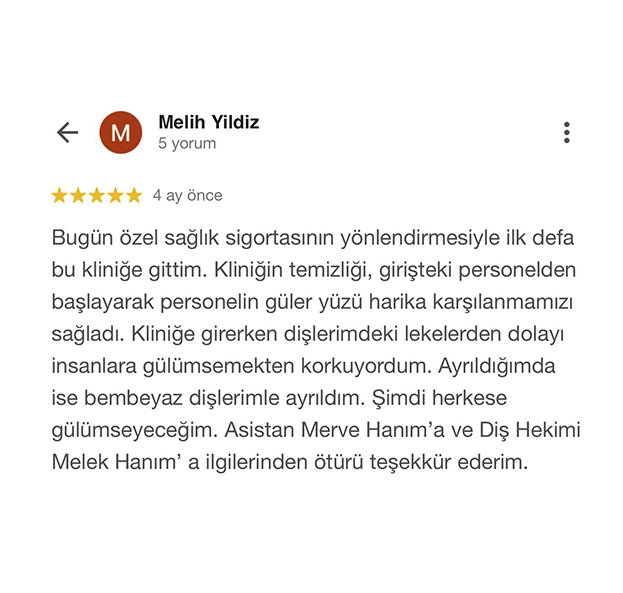 M
Melih Yildiz
5 yorum
4 ay önce
Bugün özel sağlık sigortasının yönlendirmesiyle ilk defa
bu kliniğe gittim. Kliniğin temizliği, girişteki personelden
başlayarak personelin güler yüzü harika karşılanmamızı
sağladı. Kliniğe girerken dişlerimdeki lekelerden dolayı
insanlara gülümsemekten korkuyordum. Ayrıldığımda
ise bembeyaz dişlerimle ayrıldım. Şimdi herkese
gülümseyeceğim. Asistan Merve Hanım’a ve Diş Hekimi
Melek Hanım’ a ilgilerinden ötürü teşekkür ederim.